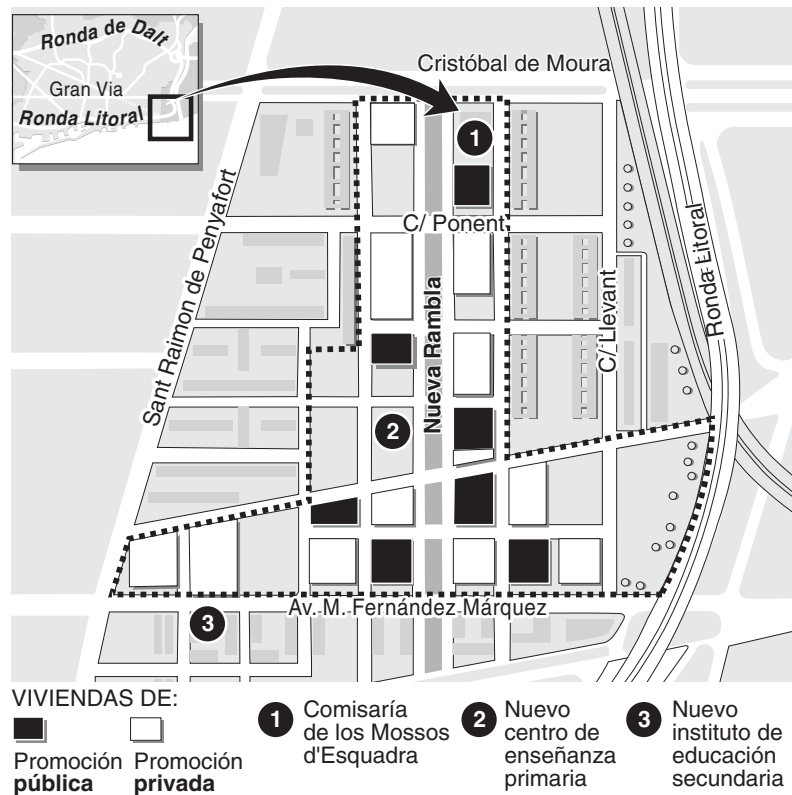 Ronda de Dalt
Gran Via
Ronda Litoral
Cristóbal de Moura
1
C/ Ponent
Sant Raimon de Penyafort
Nueva Rambla
C/ Llevant
Ronda Litoral
2
Av. M. Fernández Márquez
3
VIVIENDAS DE:
Promoción
pública
Promoción
privada
1
Comisaría
de los Mossos
d'Esquadra
2
Nuevo
centro de
enseñanza
primaria
3
Nuevo
instituto de
educación
secundaria